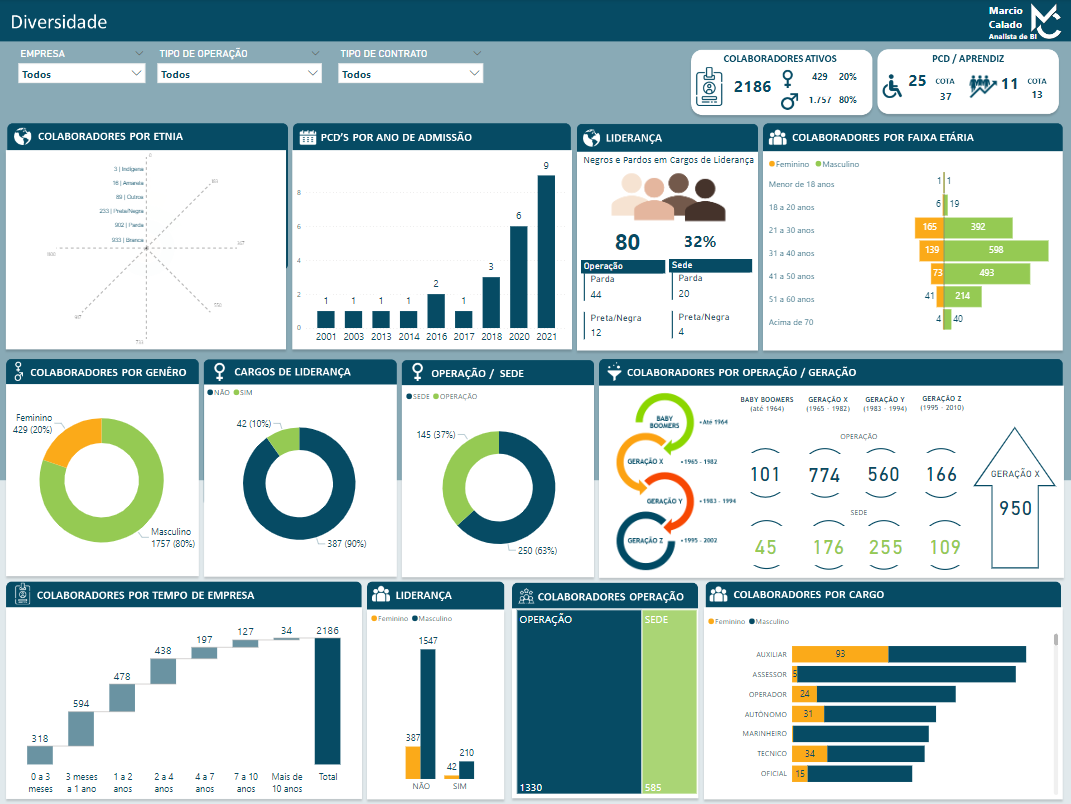 Diversidade
Marcio
Calado
Analista de BI
EMPRESA
Todos
TIPO DE OPERAÇÃO
Todos
TIPO DE CONTRATO
Todos
COLABORADORES ATIVOS
2186
429 20%
1.757 80%
PCD / APRENDIZ
25
COTA
37
11
COTA
13
COLABORADORES POR ETNIA
3 | Indígena
16 | Amarela
89 | Outros
233 | Preta/Negra
902 | Parda
933 | Branca
PCD'S POR ANO DE ADMISSÃO
8
6
4
2
0
1 1 1 1 2 1 3 6 9
2001 2003 2013 2014 2016 2017 2018 2020 2021
LIDERANÇA
Negros e Pardos em Cargos de Liderança
80
32%
Operação
Parda
44
Preta/Negra
12
Sede
Parda
20
Preta/Negra
4
COLABORADORES POR FAIXA ETÁRIA
Feminino Masculino
Menor de 18 anos 1 1
18 a 20 anos 6 19
21 a 30 anos 165 392
31 a 40 anos 139 598
41 a 50 anos 73 493
51 a 60 anos 41 214
Acima de 70 4 40
COLABORADORES POR GENÊRO
Feminino
429 (20%)
Masculino
1757 (80%)
CARGOS DE LIDERANÇA
NÃO SIM
42 (10%)
387 (90%)
OPERAÇÃO / SEDE
SEDE OPERAÇÃO
145 (37%)
250 (63%)
COLABORADORES POR OPERAÇÃO / GERAÇÃO
BABY
BOOMERS
•Até 1964
GERAÇÃO X
•1965 - 1982
GERAÇÃO Y
•1983 - 1994
GERAÇÃO Z
•1995 - 2002
BABY BOOMERS GERAÇÃO X GERAÇÃO Y GERAÇÃO Z
(até 1964) (1965 - 1982) (1983 - 1994) (1995 - 2010)
OPERAÇÃO
101 774 560 166
SEDE
45 176 255 109
GERAÇÃO X
950
COLABORADORES POR TEMPO DE EMPRESA
318 594 478 438 197 127 34 2186
0 a 3 3 meses 1 a 2 2 a 4 4 a 7 7 a 10 Mais de Total
meses a 1 ano anos anos anos anos 10 anos
LIDERANÇA
Feminino Masculino
387 1547
42 210
NÃO SIM
COLABORADORES OPERAÇÃO
OPERAÇÃO
1330
SEDE
585
COLABORADORES POR CARGO
Feminino Masculino
AUXILIAR 93
ASSESSOR 5
OPERADOR 24
AUTÔNOMO 31
MARINHEIRO
TECNICO 34
OFICIAL 15